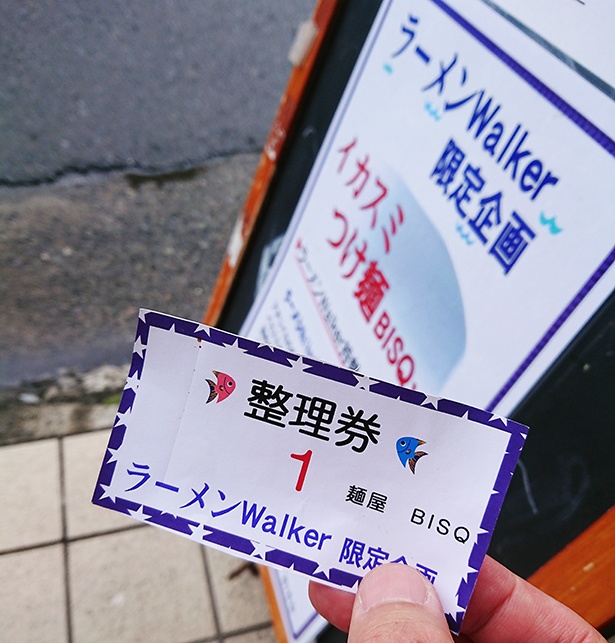 ラーメンWalker
限定企画
イカスミ
つけ麺BISQ
整理券
1
麺屋 BISQ
ラーメンWalker 限定企画